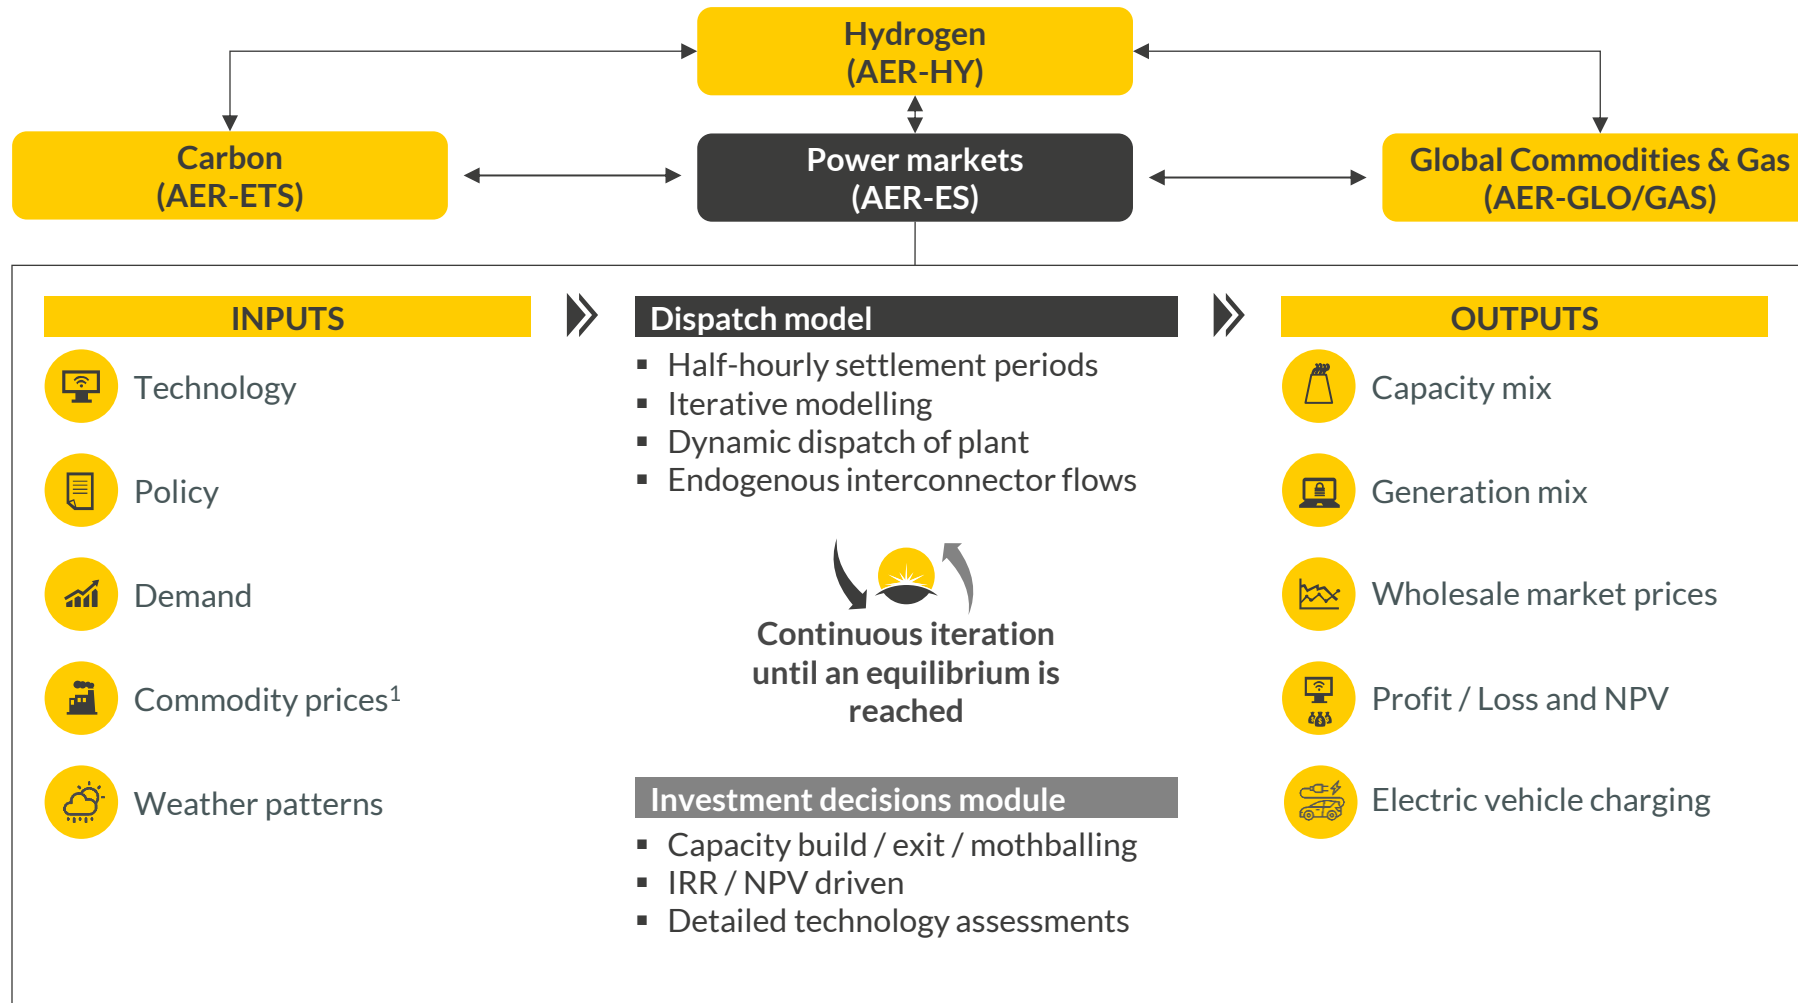 Hydrogen
(AER-HY)
Carbon
(AER-ETS)
Power markets
(AER-ES)
Global Commodities & Gas
(AER-GLO/GAS)
INPUTS
Technology
Policy
Demand
Commodity prices¹
Weather patterns
Dispatch model
▪ Half-hourly settlement periods
▪ Iterative modelling
▪ Dynamic dispatch of plant
▪ Endogenous interconnector flows
Continuous iteration
until an equilibrium is
reached
Investment decisions module
▪ Capacity build / exit / mothballing
▪ IRR / NPV driven
▪ Detailed technology assessments
OUTPUTS
Capacity mix
Generation mix
Wholesale market prices
Profit / Loss and NPV
Electric vehicle charging